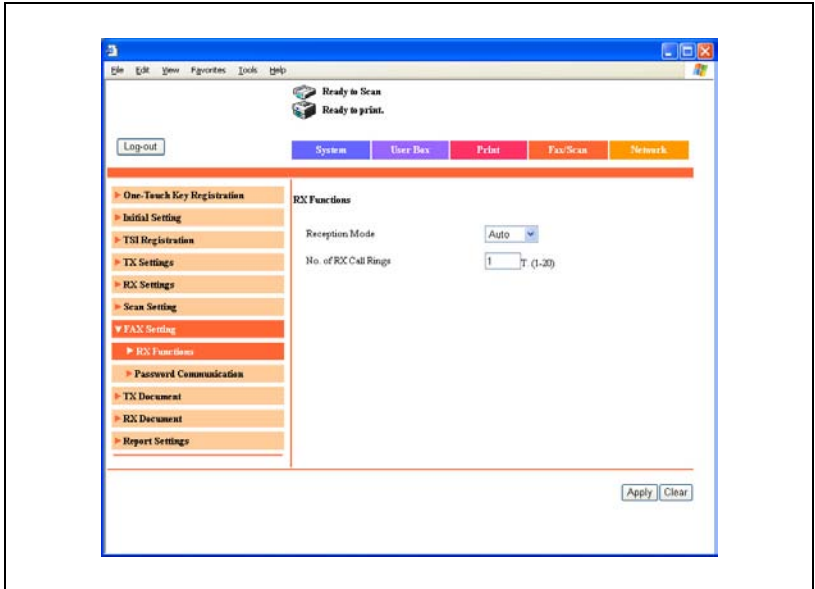 File Edit View Favorites Tools Help
Ready to Scan
Ready to print.
Log-out
System User Box Print Fax/Scan Network
One-Touch Key Registration
Initial Setting
TSI Registration
TX Settings
RX Settings
Scan Setting
FAX Setting
RX Functions
Password Communication
TX Document
RX Document
Report Settings
RX Functions
Reception Mode Auto
No. of RX Call Rings 1 T. (1-20)
Apply Clear